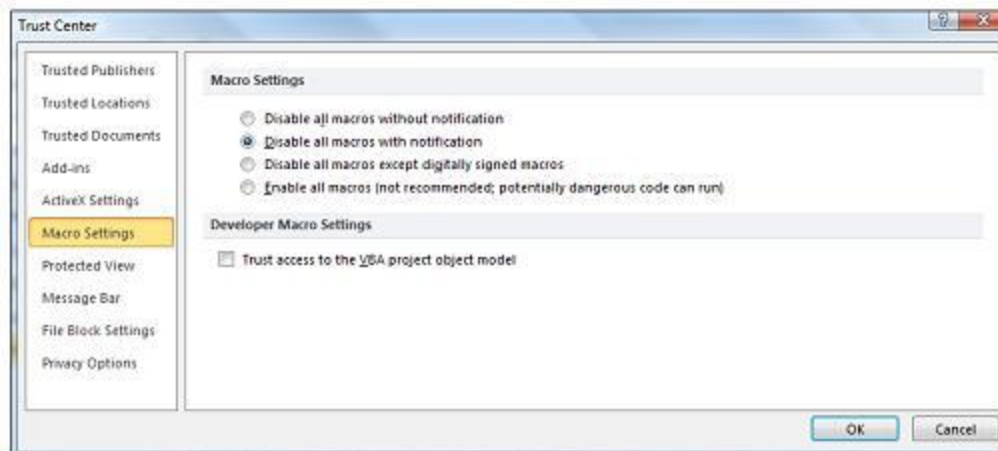 Trust Center
Trusted Publishers
Trusted Locations
Trusted Documents
Add-ins
ActiveX Settings
Macro Settings
Protected View
Message Bar
File Block Settings
Privacy Options
Macro Settings
Disable all macros without notification
Disable all macros with notification
Disable all macros except digitally signed macros
Enable all macros (not recommended; potentially dangerous code can run)
Developer Macro Settings
Trust access to the VBA project object model
OK Cancel